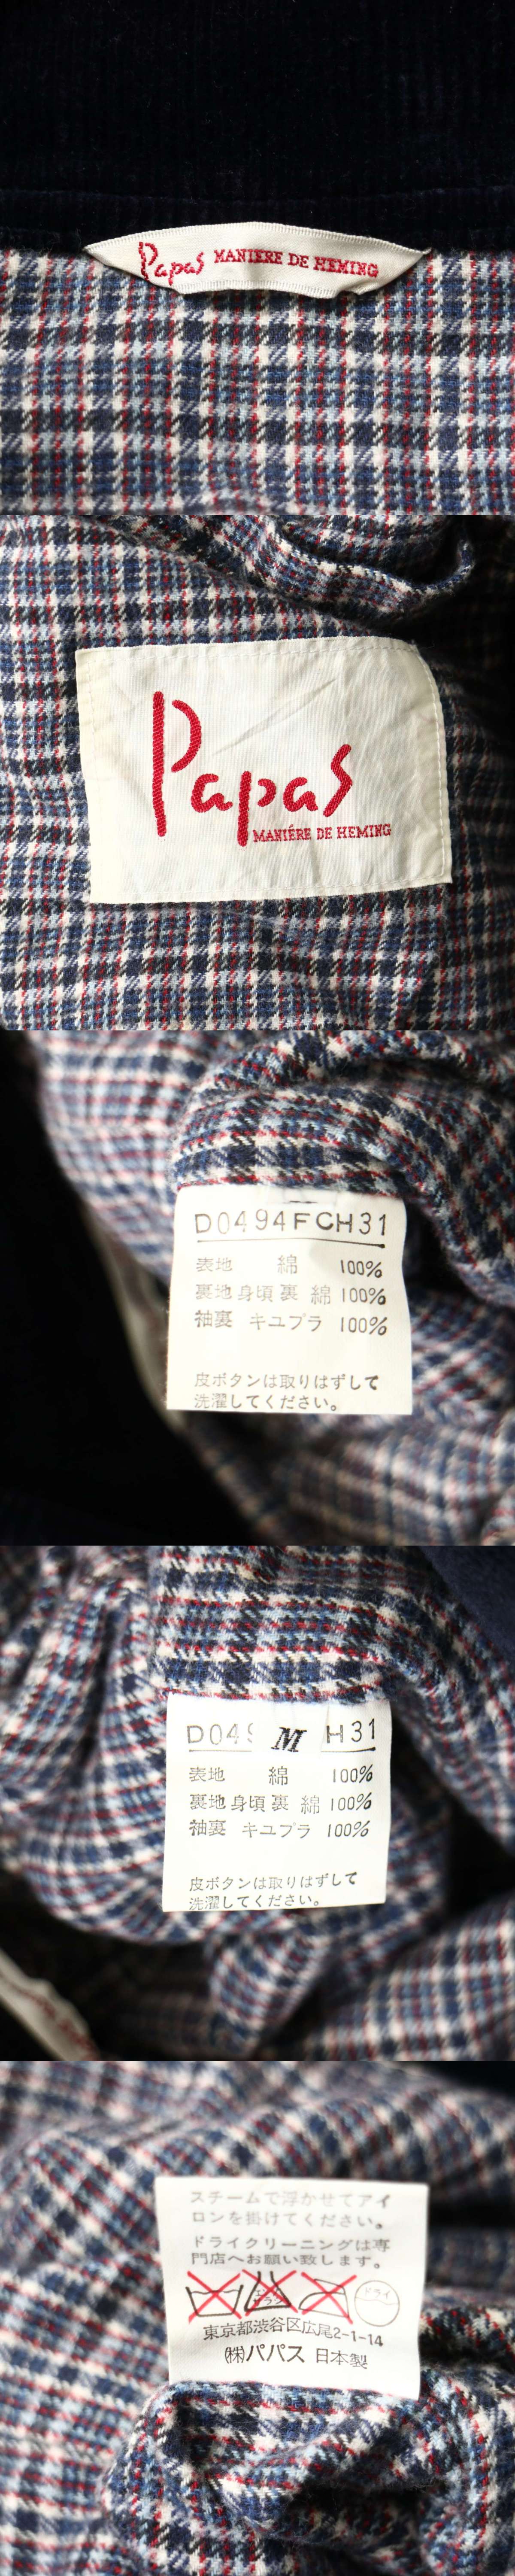 Papas MANIERE DE HEMING
Papas
MANIÉRE DE HEMING
D0494FCH31
表地 綿 100%
裏地 身頃裏 綿 100%
袖裏 キユプラ 100%
皮ボタンは取りはずして
洗濯してください。
D049 M H31
表地 綿 100%
裏地 身頃裏 綿 100%
袖裏 キユプラ 100%
皮ボタンは取りはずして
洗濯してください。
スチームで浮かせてアイ
ロンを掛けてください。
ドライクリーニングは専
門店へお願い致します。
ドライ
東京都渋谷区広尾2-1-14
㈱パパス 日本製